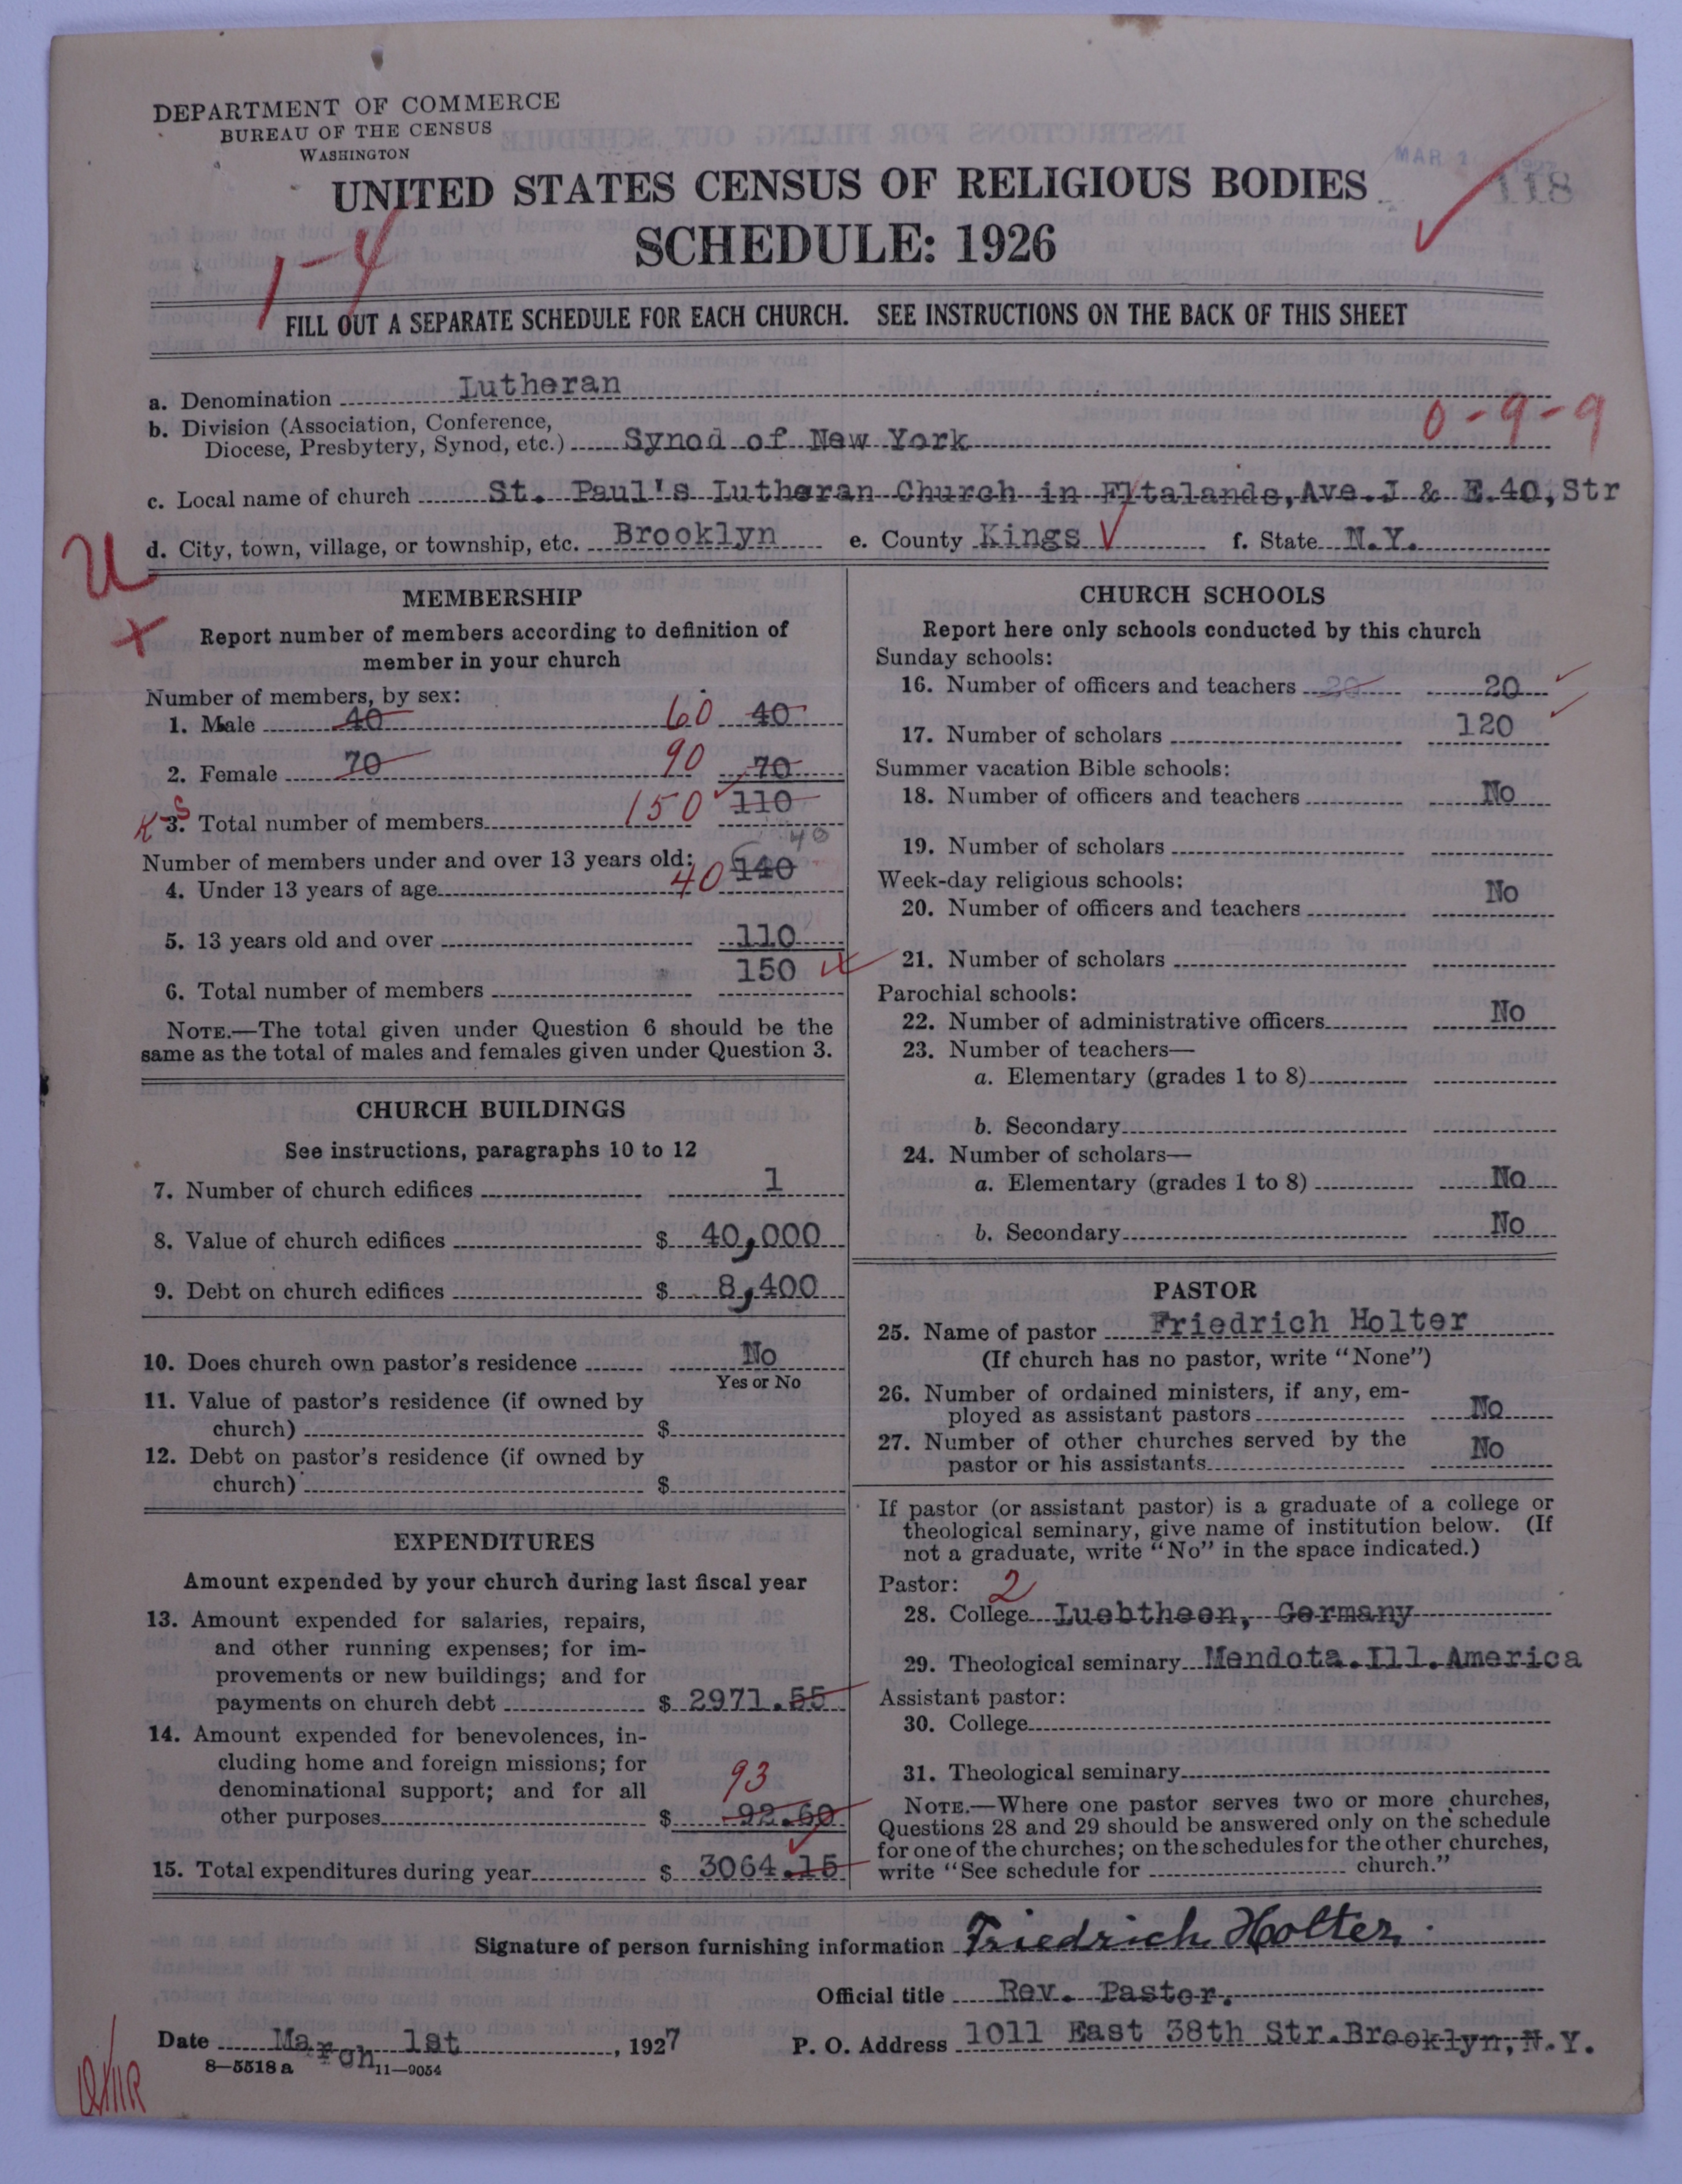 DEPARTMENT OF COMMERCE
BUREAU OF THE CENSUS
WASHINGTON
MAR 1 1927
118
UNITED STATES CENSUS OF RELIGIOUS BODIES
SCHEDULE: 1926
1-4
FILL OUT A SEPARATE SCHEDULE FOR EACH CHURCH. SEE INSTRUCTIONS ON THE BACK OF THIS SHEET
a. Denomination Lutheran
b. Division (Association, Conference,
Diocese, Presbytery, Synod, etc.) Synod of New York 0-9-9
c. Local name of church St. Paul's Lutheran Church in Fltalands, Ave. J & E. 40, Str
d. City, town, village, or township, etc. Brooklyn e. County Kings f. State N.Y.
U
MEMBERSHIP
Report number of members according to definition of
member in your church
Number of members, by sex:
1. Male 40 60 40
2. Female 70 90 70
3. Total number of members 150 110
Number of members under and over 13 years old: 40
4. Under 13 years of age 40 140
5. 13 years old and over 110
6. Total number of members 150
NOTE.—The total given under Question 6 should be the
same as the total of males and females given under Question 3.
CHURCH BUILDINGS
See instructions, paragraphs 10 to 12
7. Number of church edifices 1
8. Value of church edifices $ 40,000
9. Debt on church edifices $ 8,400
10. Does church own pastor's residence No
Yes or No
11. Value of pastor's residence (if owned by
church) $
12. Debt on pastor's residence (if owned by
church) $
EXPENDITURES
Amount expended by your church during last fiscal year
13. Amount expended for salaries, repairs,
and other running expenses; for im-
provements or new buildings; and for
payments on church debt $ 2971.55
14. Amount expended for benevolences, in-
cluding home and foreign missions; for
denominational support; and for all
93
other purposes $ 92.60
15. Total expenditures during year $ 3064.15
CHURCH SCHOOLS
Report here only schools conducted by this church
Sunday schools:
16. Number of officers and teachers 20 20
17. Number of scholars 120
Summer vacation Bible schools:
18. Number of officers and teachers No
19. Number of scholars
Week-day religious schools:
20. Number of officers and teachers No
21. Number of scholars
Parochial schools:
22. Number of administrative officers No
23. Number of teachers—
a. Elementary (grades 1 to 8)
b. Secondary
24. Number of scholars—
a. Elementary (grades 1 to 8) No
b. Secondary No
PASTOR
25. Name of pastor Friedrich Holter
(If church has no pastor, write "None")
26. Number of ordained ministers, if any, em-
ployed as assistant pastors No
27. Number of other churches served by the
pastor or his assistants No
If pastor (or assistant pastor) is a graduate of a college or
theological seminary, give name of institution below. (If
not a graduate, write "No" in the space indicated.)
Pastor: 2
28. College Luebtheen, Germany
29. Theological seminary Mendota. Ill. America
Assistant pastor:
30. College
31. Theological seminary
NOTE.—Where one pastor serves two or more churches,
Questions 28 and 29 should be answered only on the schedule
for one of the churches; on the schedules for the other churches,
write "See schedule for church."
Signature of person furnishing information Friedrich Holter.
Official title Rev. Pastor.
Date March 1st, 1927 P. O. Address 1011 East 38th Str. Brooklyn, N.Y.
8—5518 a 11—9054